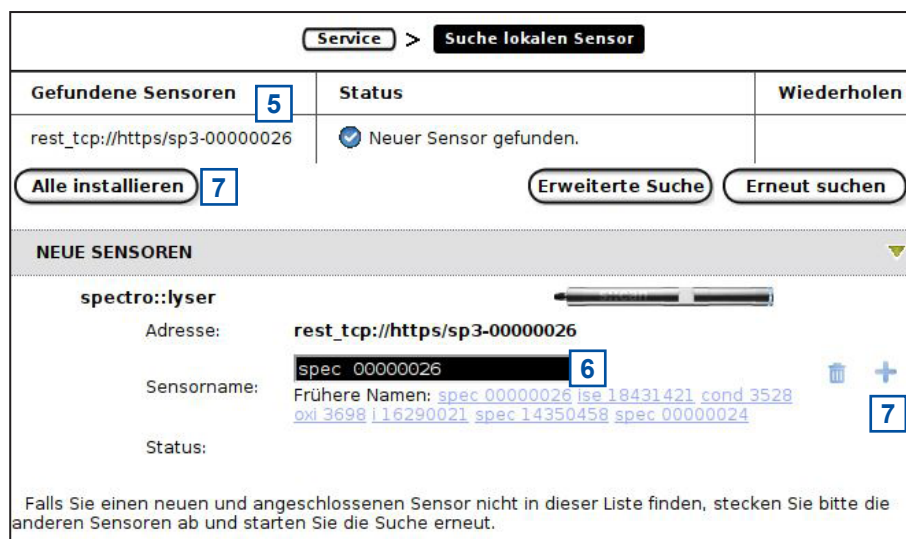 Service > Suche lokalen Sensor
Gefundene Sensoren 5 Status Wiederholen
rest_tcp://https/sp3-00000026 Neuer Sensor gefunden.
Alle installieren 7 Erweiterte Suche Erneut suchen
NEUE SENSOREN
spectro::lyser s::can
Adresse: rest_tcp://https/sp3-00000026
Sensorname: spec 00000026 6
Frühere Namen: spec 00000026 ise 18431421 cond 3528
oxi 3698 i 16290021 spec 14350458 spec 00000024
7
Status:
Falls Sie einen neuen und angeschlossenen Sensor nicht in dieser Liste finden, stecken Sie bitte die
anderen Sensoren ab und starten Sie die Suche erneut.